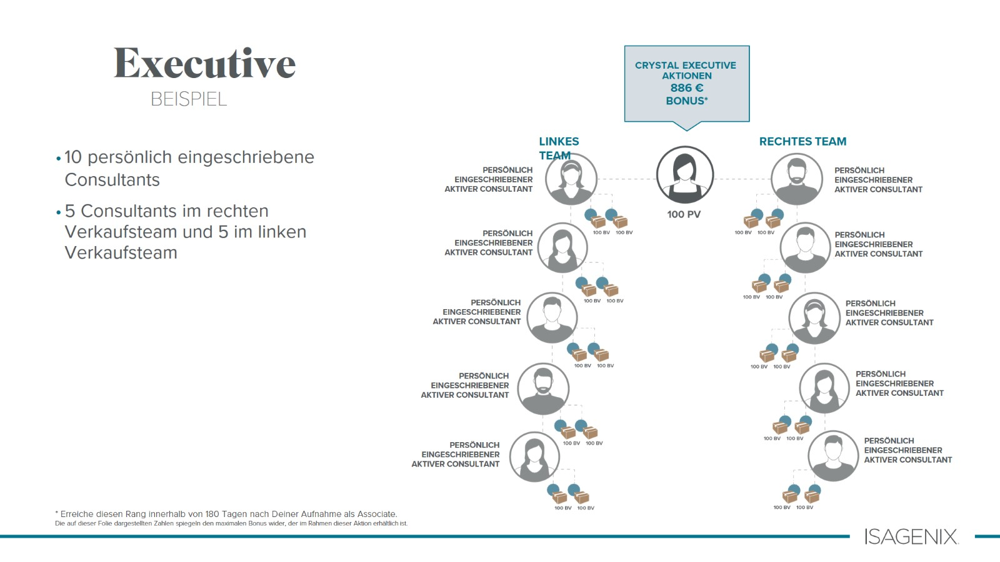 Executive
BEISPIEL
• 10 persönlich eingeschriebene
Consultants
• 5 Consultants im rechten
Verkaufsteam und 5 im linken
Verkaufsteam
CRYSTAL EXECUTIVE
AKTIONEN
886 €
BONUS*
LINKES
TEAM
RECHTES TEAM
100 PV
PERSÖNLICH
EINGESCHRIEBENER
AKTIVER CONSULTANT
100 BV 100 BV
PERSÖNLICH
EINGESCHRIEBENER
AKTIVER CONSULTANT
100 BV 100 BV
PERSÖNLICH
EINGESCHRIEBENER
AKTIVER CONSULTANT
100 BV 100 BV
PERSÖNLICH
EINGESCHRIEBENER
AKTIVER CONSULTANT
100 BV 100 BV
PERSÖNLICH
EINGESCHRIEBENER
AKTIVER CONSULTANT
100 BV 100 BV
PERSÖNLICH
EINGESCHRIEBENER
AKTIVER CONSULTANT
100 BV 100 BV
PERSÖNLICH
EINGESCHRIEBENER
AKTIVER CONSULTANT
100 BV 100 BV
PERSÖNLICH
EINGESCHRIEBENER
AKTIVER CONSULTANT
100 BV 100 BV
PERSÖNLICH
EINGESCHRIEBENER
AKTIVER CONSULTANT
100 BV 100 BV
PERSÖNLICH
EINGESCHRIEBENER
AKTIVER CONSULTANT
100 BV 100 BV
* Erreiche diesen Rang innerhalb von 180 Tagen nach Deiner Aufnahme als Associate.
Die auf dieser Folie dargestellten Zahlen spiegeln den maximalen Bonus wider, der im Rahmen dieser Aktion erhältlich ist.
ISAGENIX